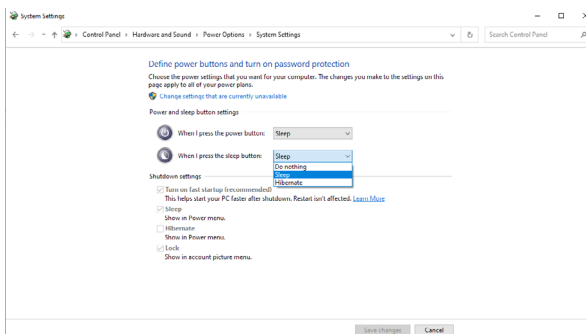 System Settings
Control Panel > Hardware and Sound > Power Options > System Settings
Search Control Panel
Define power buttons and turn on password protection
Choose the power settings that you want for your computer. The changes you make to the settings on this
page apply to all of your power plans.
Change settings that are currently unavailable
Power and sleep button settings
When I press the power button: Sleep
When I press the sleep button: Sleep
Do nothing
Sleep
Hibernate
Shutdown settings
Turn on fast startup (recommended)
This helps start your PC faster after shutdown. Restart isn't affected. Learn More
Sleep
Show in Power menu.
Hibernate
Show in Power menu.
Lock
Show in account picture menu.
Save changes Cancel